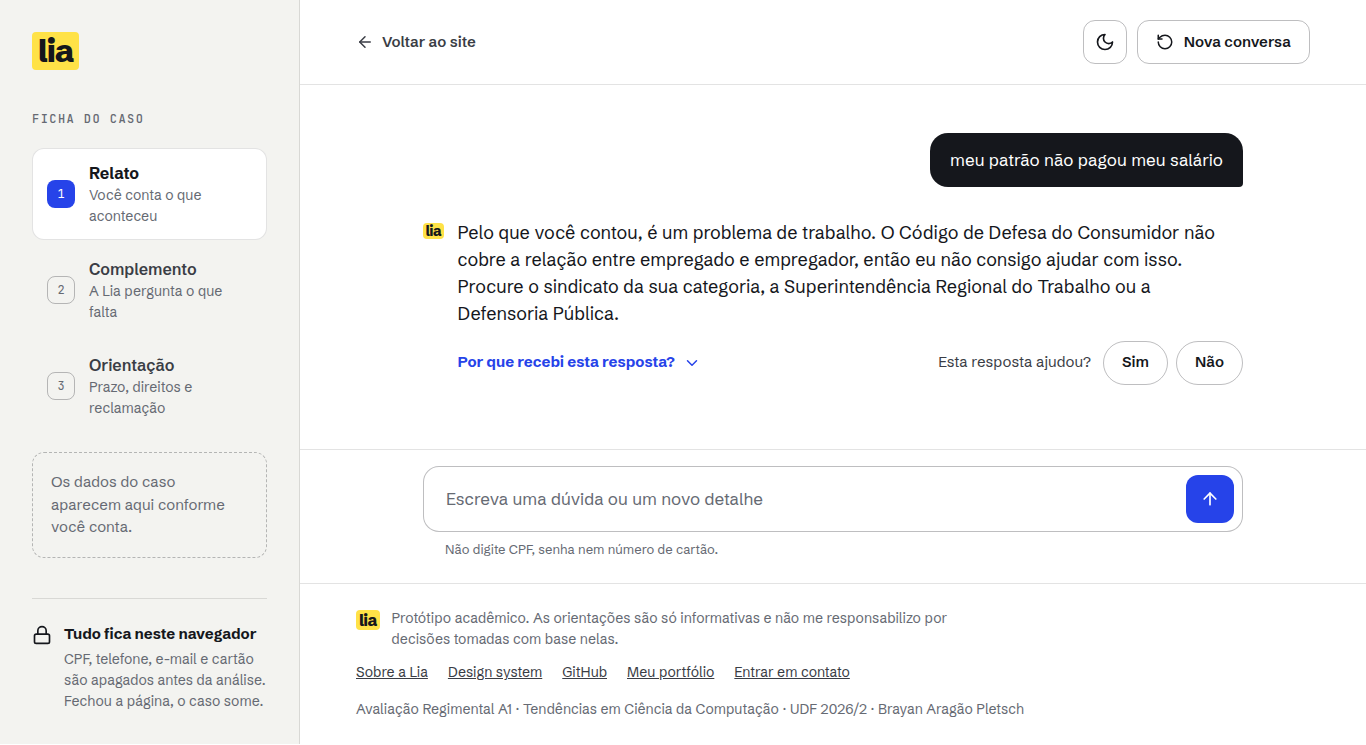 lia
FICHA DO CASO
1
Relato
Você conta o que
aconteceu
2
Complemento
A Lia pergunta o que
falta
3
Orientação
Prazo, direitos e
reclamação
Os dados do caso
aparecem aqui conforme
você conta.
Tudo fica neste navegador
CPF, telefone, e-mail e cartão
são apagados antes da análise.
Fechou a página, o caso some.
Voltar ao site
Nova conversa
meu patrão não pagou meu salário
lia
Pelo que você contou, é um problema de trabalho. O Código de Defesa do Consumidor não
cobre a relação entre empregado e empregador, então eu não consigo ajudar com isso.
Procure o sindicato da sua categoria, a Superintendência Regional do Trabalho ou a
Defensoria Pública.
Por que recebi esta resposta?
Esta resposta ajudou? Sim Não
Escreva uma dúvida ou um novo detalhe
Não digite CPF, senha nem número de cartão.
lia
Protótipo acadêmico. As orientações são só informativas e não me responsabilizo por
decisões tomadas com base nelas.
Sobre a Lia Design system GitHub Meu portfólio Entrar em contato
Avaliação Regimental A1 · Tendências em Ciência da Computação · UDF 2026/2 · Brayan Aragão Pletsch